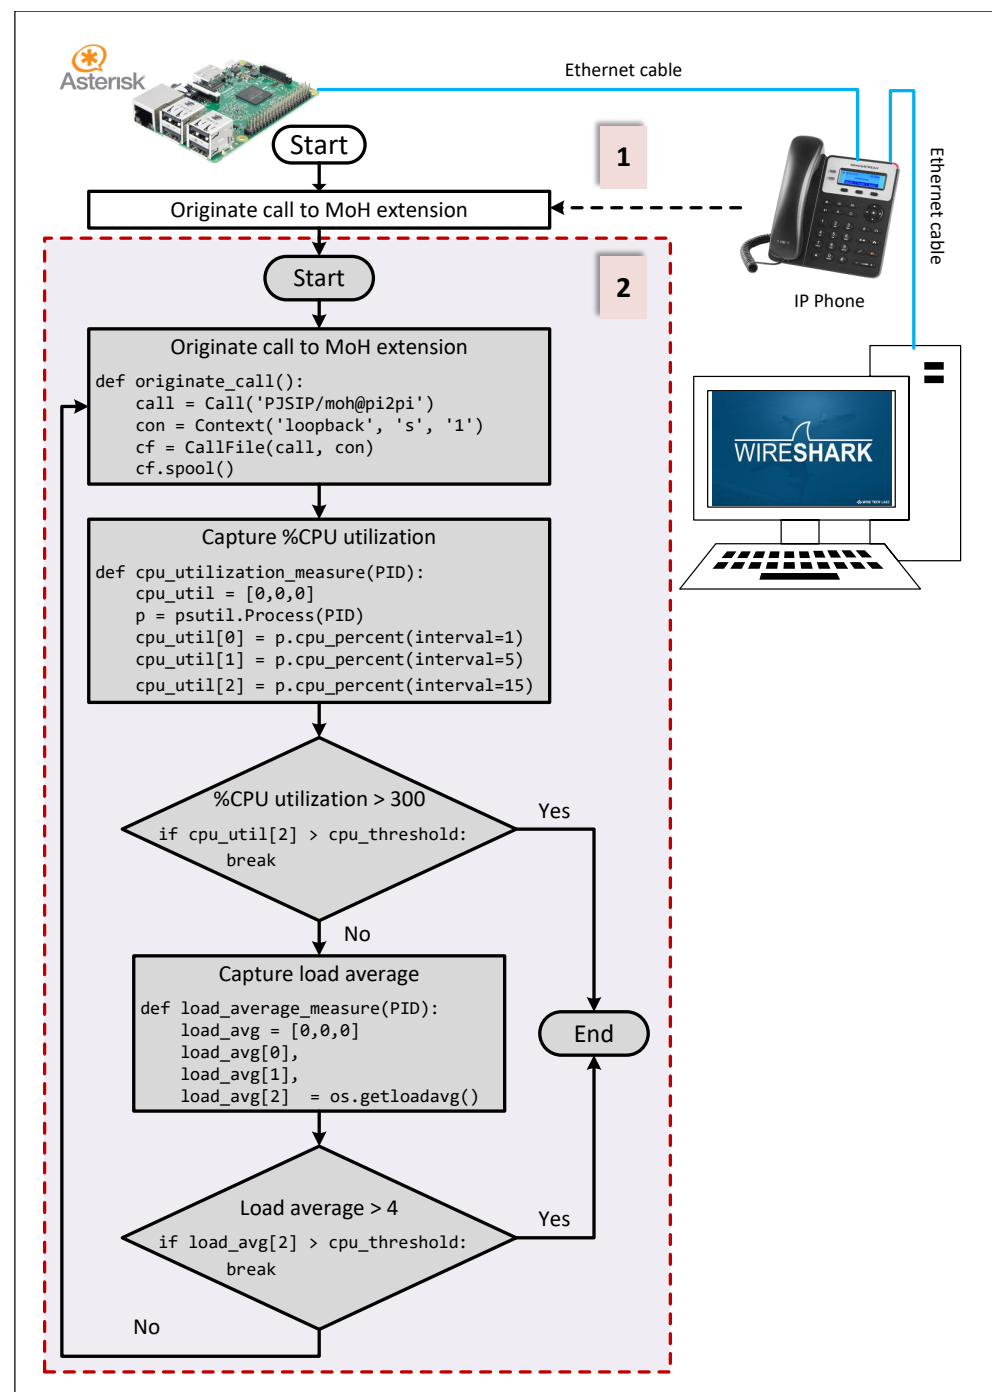 Asterisk
Ethernet cable
Start
1
Ethernet cable
Originate call to MoH extension
IP Phone
2
Start
Originate call to MoH extension
def originate_call():
call = Call('PJSIP/moh@pi2pi')
con = Context('loopback', 's', '1')
cf = CallFile(call, con)
cf.spool()
WIRESHARK
Capture %CPU utilization
def cpu_utilization_measure(PID):
cpu_util = [0,0,0]
p = psutil.Process(PID)
cpu_util[0] = p.cpu_percent(interval=1)
cpu_util[1] = p.cpu_percent(interval=5)
cpu_util[2] = p.cpu_percent(interval=15)
%CPU utilization > 300
Yes
if cpu_util[2] > cpu_threshold:
break
No
Capture load average
def load_average_measure(PID):
load_avg = [0,0,0]
load_avg[0],
load_avg[1],
load_avg[2] = os.getloadavg()
End
Load average > 4
Yes
if load_avg[2] > cpu_threshold:
break
No